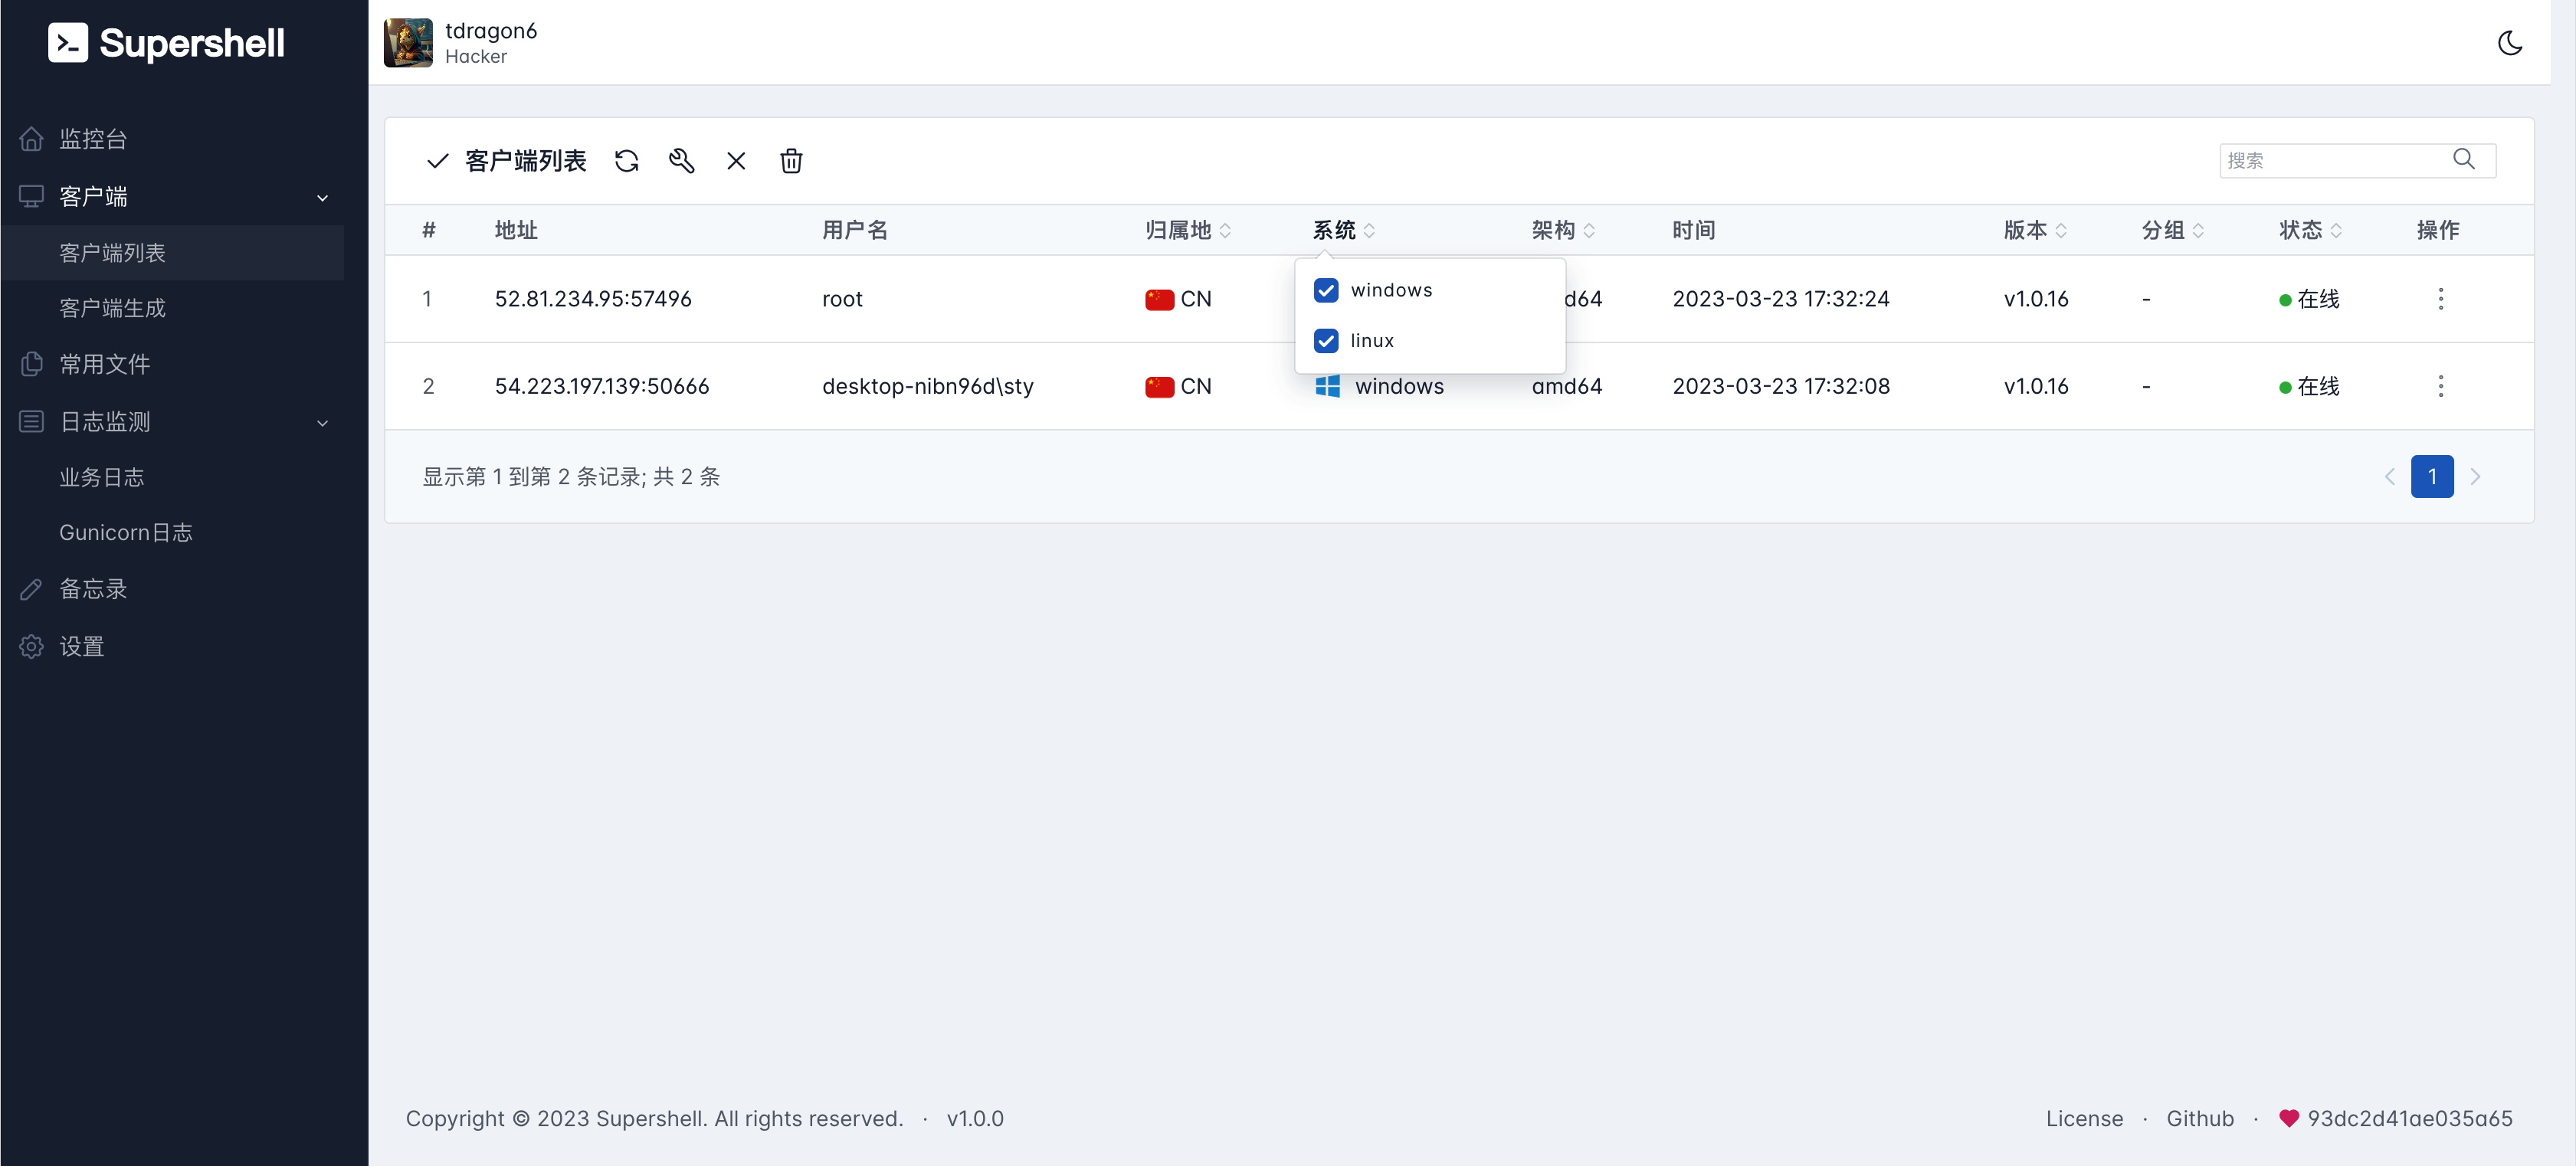 Supershell
监控台
客户端
客户端列表
客户端生成
常用文件
日志监测
业务日志
Gunicorn日志
备忘录
设置
tdragon6
Hacker
客户端列表
搜索
# 地址 用户名 归属地 系统 架构 时间 版本 分组 状态 操作
windows
linux
1 52.81.234.95:57496 root CN d64 2023-03-23 17:32:24 v1.0.16 - 在线
2 54.223.197.139:50666 desktop-nibn96d\sty CN windows amd64 2023-03-23 17:32:08 v1.0.16 - 在线
显示第 1 到第 2 条记录; 共 2 条
1
Copyright © 2023 Supershell. All rights reserved. · v1.0.0
License · Github · 93dc2d41ae035a65